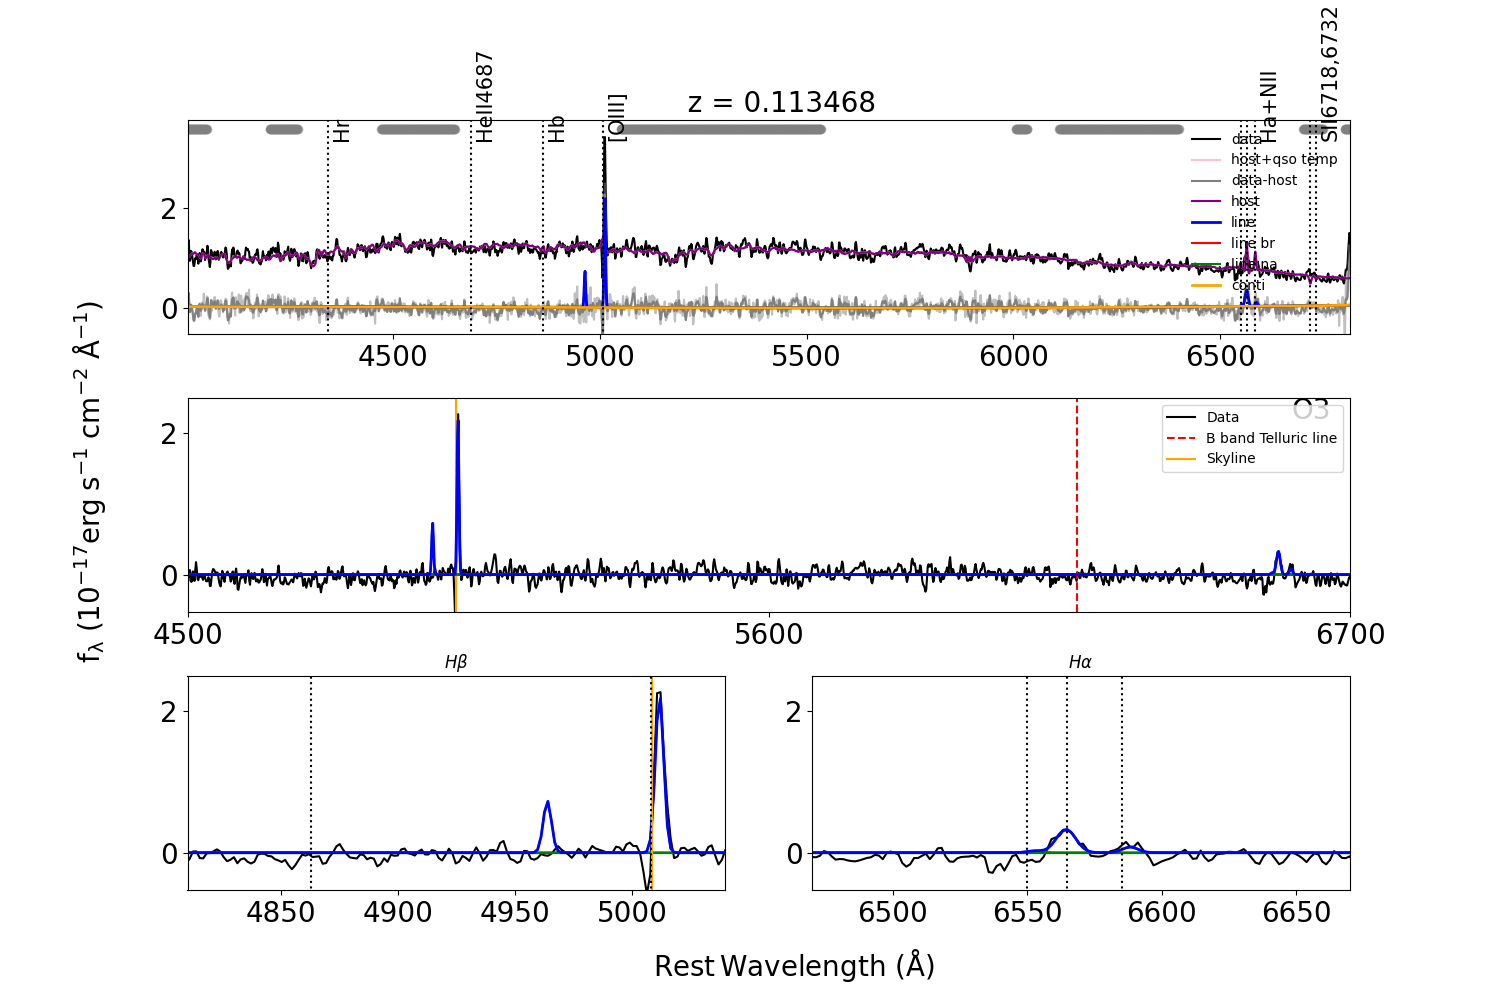 z = 0.113468
Hr
HeII4687
Hb
[OIII]
Ha+NII
SII6718,6732
data
host+qso temp
data-host
host
line
line br
line na
conti
2
0
4500
5000
5500
6000
6500
O3
Data
B band Telluric line
Skyline
2
0
4500
5600
6700
fλ (10⁻¹⁷erg s⁻¹ cm⁻² Å⁻¹)
Hβ
2
0
4850
4900
4950
5000
Hα
2
0
6500
6550
6600
6650
Rest Wavelength (Å)